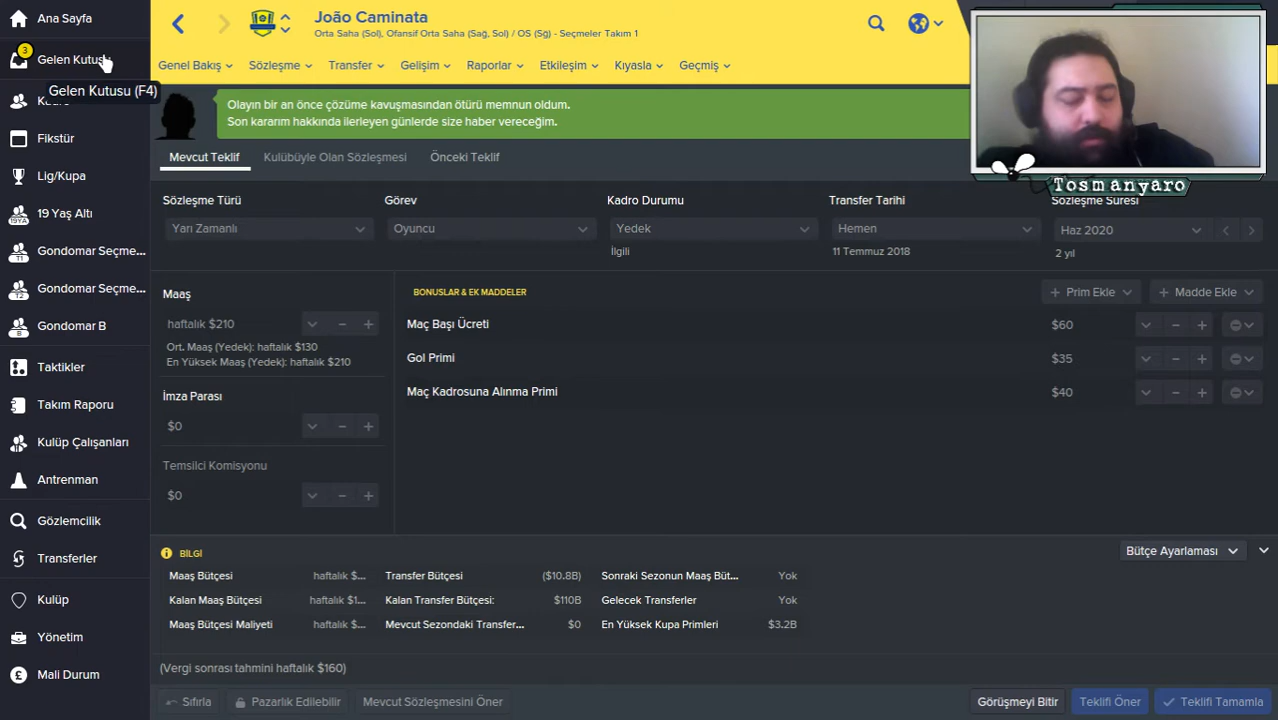 Ana Sayfa
3
Gelen Kutusu
Gelen Kutusu (F4)
Fikstür
Lig/Kupa
19 Yaş Altı
Gondomar Seçme...
Gondomar Seçme...
Gondomar B
Taktikler
Takım Raporu
Kulüp Çalışanları
Antrenman
Gözlemcilik
Transferler
Kulüp
Yönetim
Mali Durum
João Caminata
Orta Saha (Sol), Ofansif Orta Saha (Sağ, Sol) / OS (Sg) - Seçmeler Takım 1
Genel Bakış Sözleşme Transfer Gelişim Raporlar Etkileşim Kıyasla Geçmiş
Olayın bir an önce çözüme kavuşmasından ötürü memnun oldum.
Son kararım hakkında ilerleyen günlerde size haber vereceğim.
Tosmanyaro
Mevcut Teklif Kulübüyle Olan Sözleşmesi Önceki Teklif
Sözleşme Türü Görev Kadro Durumu Transfer Tarihi Sözleşme Süresi
Yarı Zamanlı Oyuncu Yedek Hemen Haz 2020
İlgili 11 Temmuz 2018 2 yıl
Maaş
haftalık $210
Ort. Maaş (Yedek): haftalık $130
En Yüksek Maaş (Yedek): haftalık $210
İmza Parası
$0
Temsilci Komisyonu
$0
BONUSLAR & EK MADDELER
Prim Ekle Madde Ekle
Maç Başı Ücreti $60
Gol Primi $35
Maç Kadrosuna Alınma Primi $40
BİLGİ
Bütçe Ayarlaması
Maaş Bütçesi haftalık $... Transfer Bütçesi ($10.8B) Sonraki Sezonun Maaş Büt... Yok
Kalan Maaş Bütçesi haftalık $1... Kalan Transfer Bütçesi: $110B Gelecek Transferler Yok
Maaş Bütçesi Maliyeti haftalık $... Mevcut Sezondaki Transfer... $0 En Yüksek Kupa Primleri $3.2B
(Vergi sonrası tahmini haftalık $160)
Sıfırla Pazarlık Edilebilir Mevcut Sözleşmesini Öner Görüşmeyi Bitir Teklifi Öner Teklifi Tamamla